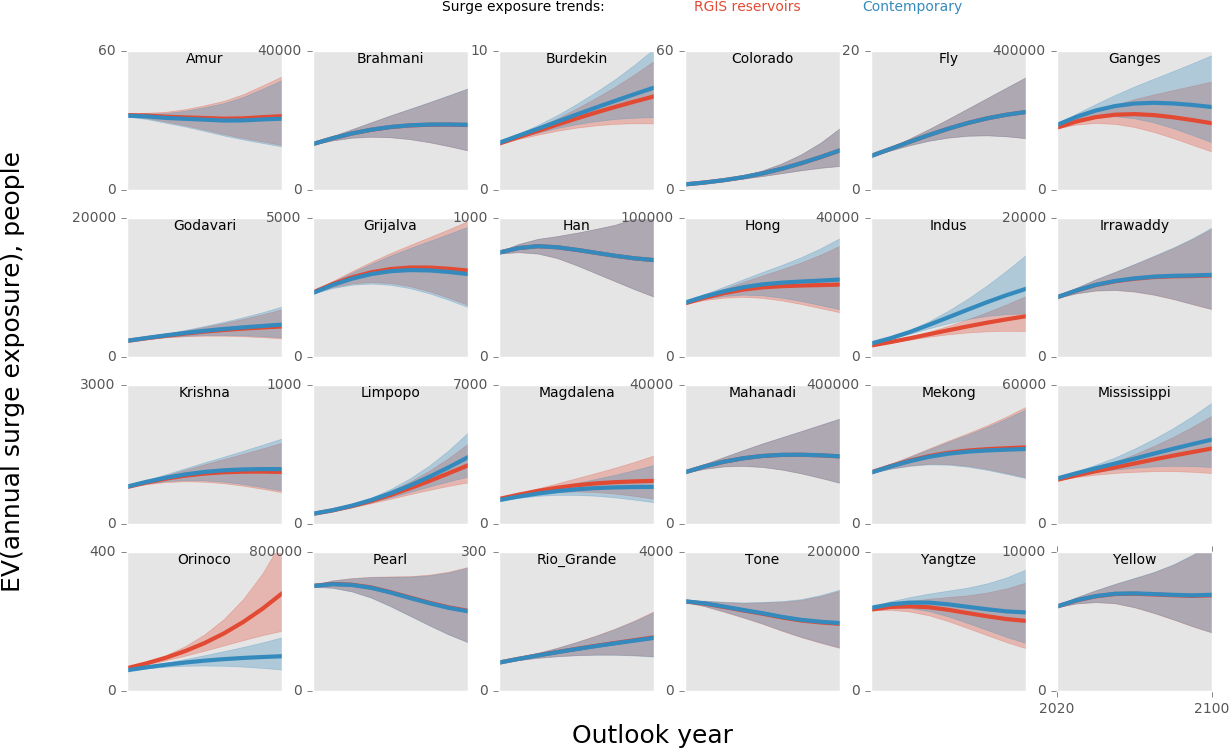 Surge exposure trends: RGIS reservoirs Contemporary
60 40000 10 60 20 400000
Amur Brahmani Burdekin Colorado Fly Ganges
0 0 0 0 0 0
20000 5000 1000 100000 40000 20000
Godavari Grijalva Han Hong Indus Irrawaddy
0 0 0 0 0 0
3000 1000 7000 40000 400000 60000
Krishna Limpopo Magdalena Mahanadi Mekong Mississippi
0 0 0 0 0 0
400 800000 300 4000 200000 10000
Orinoco Pearl Rio_Grande Tone Yangtze Yellow
0 0 0 0 0 0
2020 2100
Outlook year
EV(annual surge exposure), people